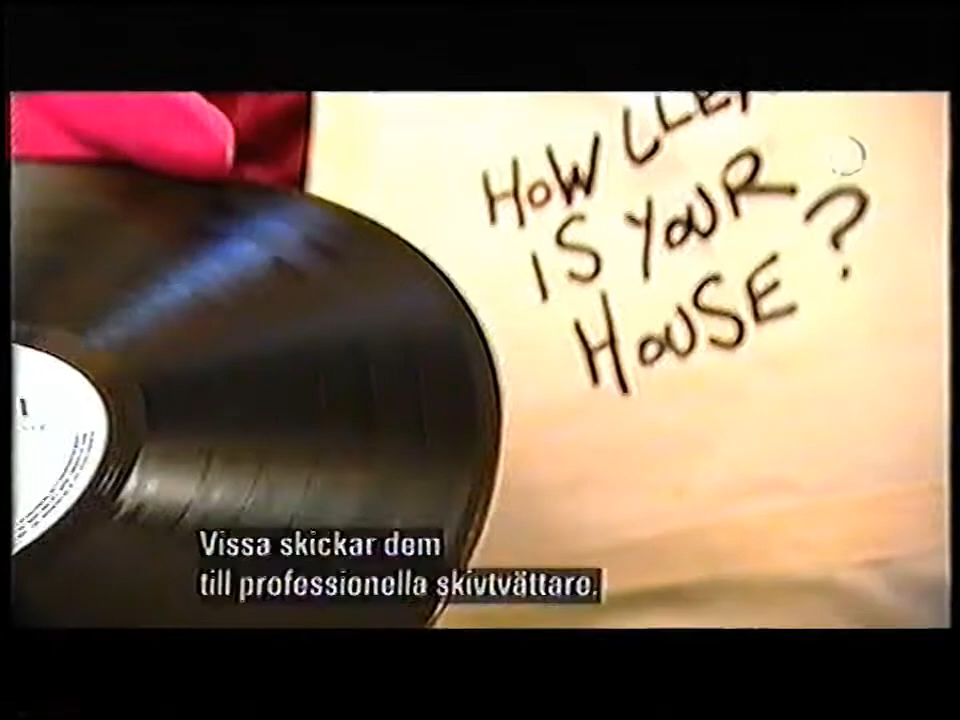 HOW
IS YOUR
HOUSE?
Vissa skickar dem
till professionella skivtvättare.